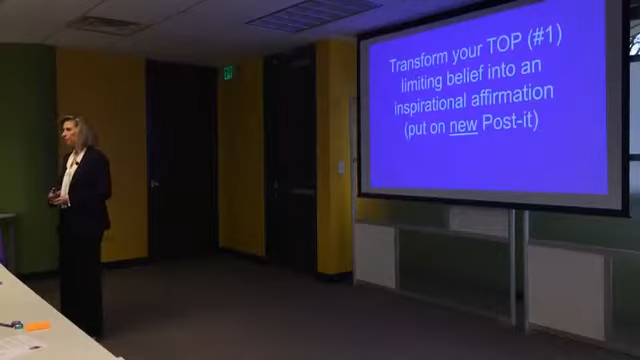 Transform your TOP (#1)
limiting belief into an
inspirational affirmation
(put on new Post-it)